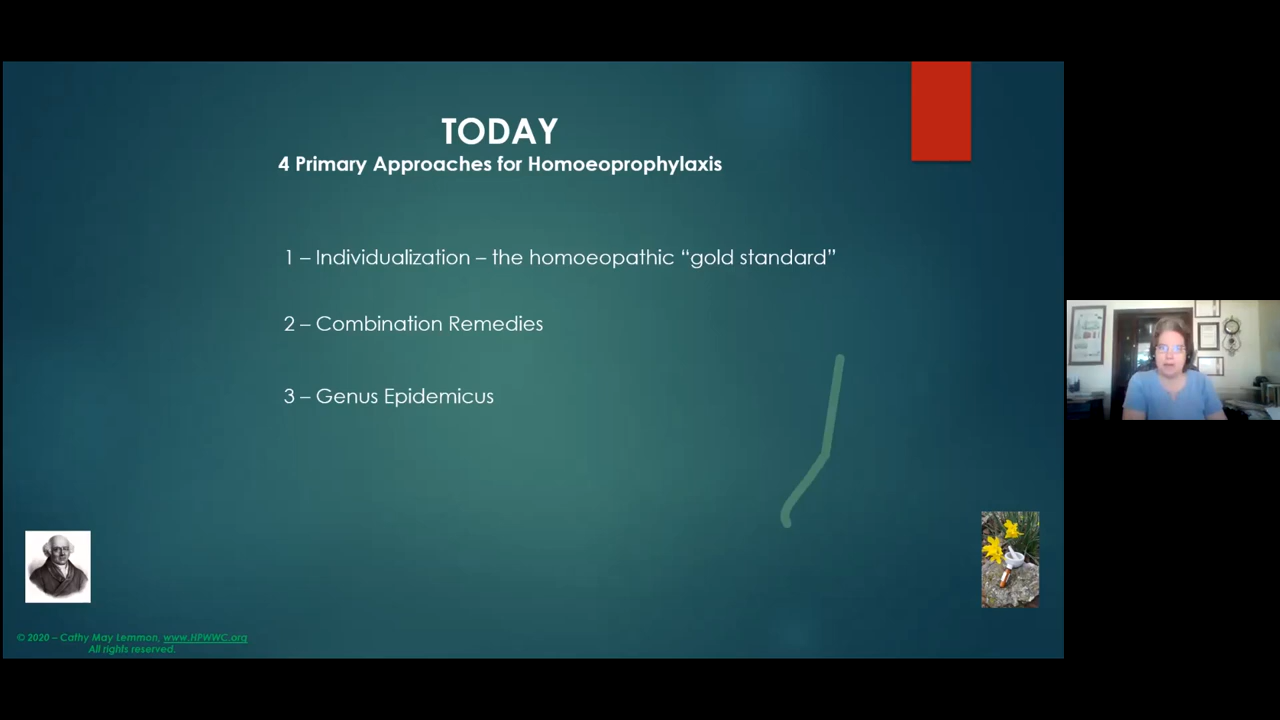 TODAY
4 Primary Approaches for Homoeoprophylaxis
1 – Individualization – the homoeopathic “gold standard”
2 – Combination Remedies
3 – Genus Epidemicus
© 2020 – Cathy May Lemmon, www.HPWWC.org
All rights reserved.